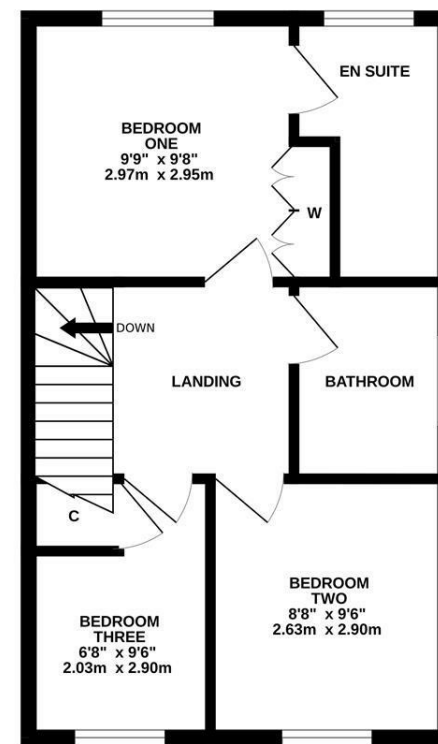 EN SUITE
BEDROOM
ONE
9'9" x 9'8"
2.97m x 2.95m
W
DOWN
LANDING
BATHROOM
C
BEDROOM
TWO
8'8" x 9'6"
2.63m x 2.90m
BEDROOM
THREE
6'8" x 9'6"
2.03m x 2.90m